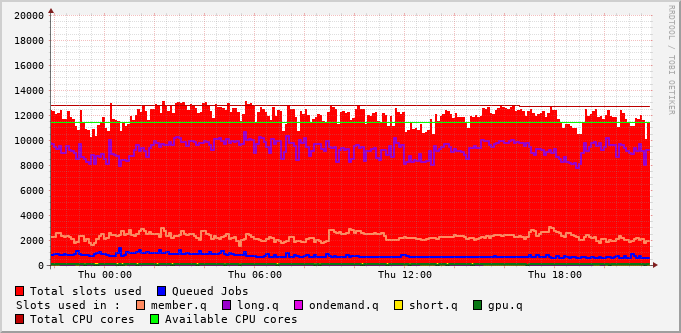 RRDTOOL / TOBI OETIKER
20000
18000
16000
14000
12000
10000
8000
6000
4000
2000
0
Thu 00:00 Thu 06:00 Thu 12:00 Thu 18:00
Total slots used Queued Jobs
Slots used in : member.q long.q ondemand.q short.q gpu.q
Total CPU cores Available CPU cores